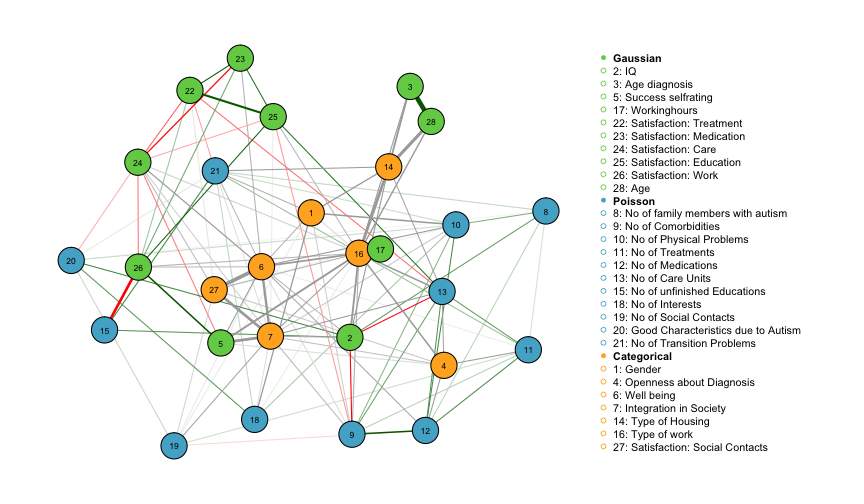 23
22
3
25
28
24
21
14
8
1
10
17
16
20
26
6
27
13
15
5
7
2
11
4
18
9
12
19
Gaussian
2: IQ
3: Age diagnosis
5: Success selfrating
17: Workinghours
22: Satisfaction: Treatment
23: Satisfaction: Medication
24: Satisfaction: Care
25: Satisfaction: Education
26: Satisfaction: Work
28: Age
Poisson
8: No of family members with autism
9: No of Comorbidities
10: No of Physical Problems
11: No of Treatments
12: No of Medications
13: No of Care Units
15: No of unfinished Educations
18: No of Interests
19: No of Social Contacts
20: Good Characteristics due to Autism
21: No of Transition Problems
Categorical
1: Gender
4: Openness about Diagnosis
6: Well being
7: Integration in Society
14: Type of Housing
16: Type of work
27: Satisfaction: Social Contacts